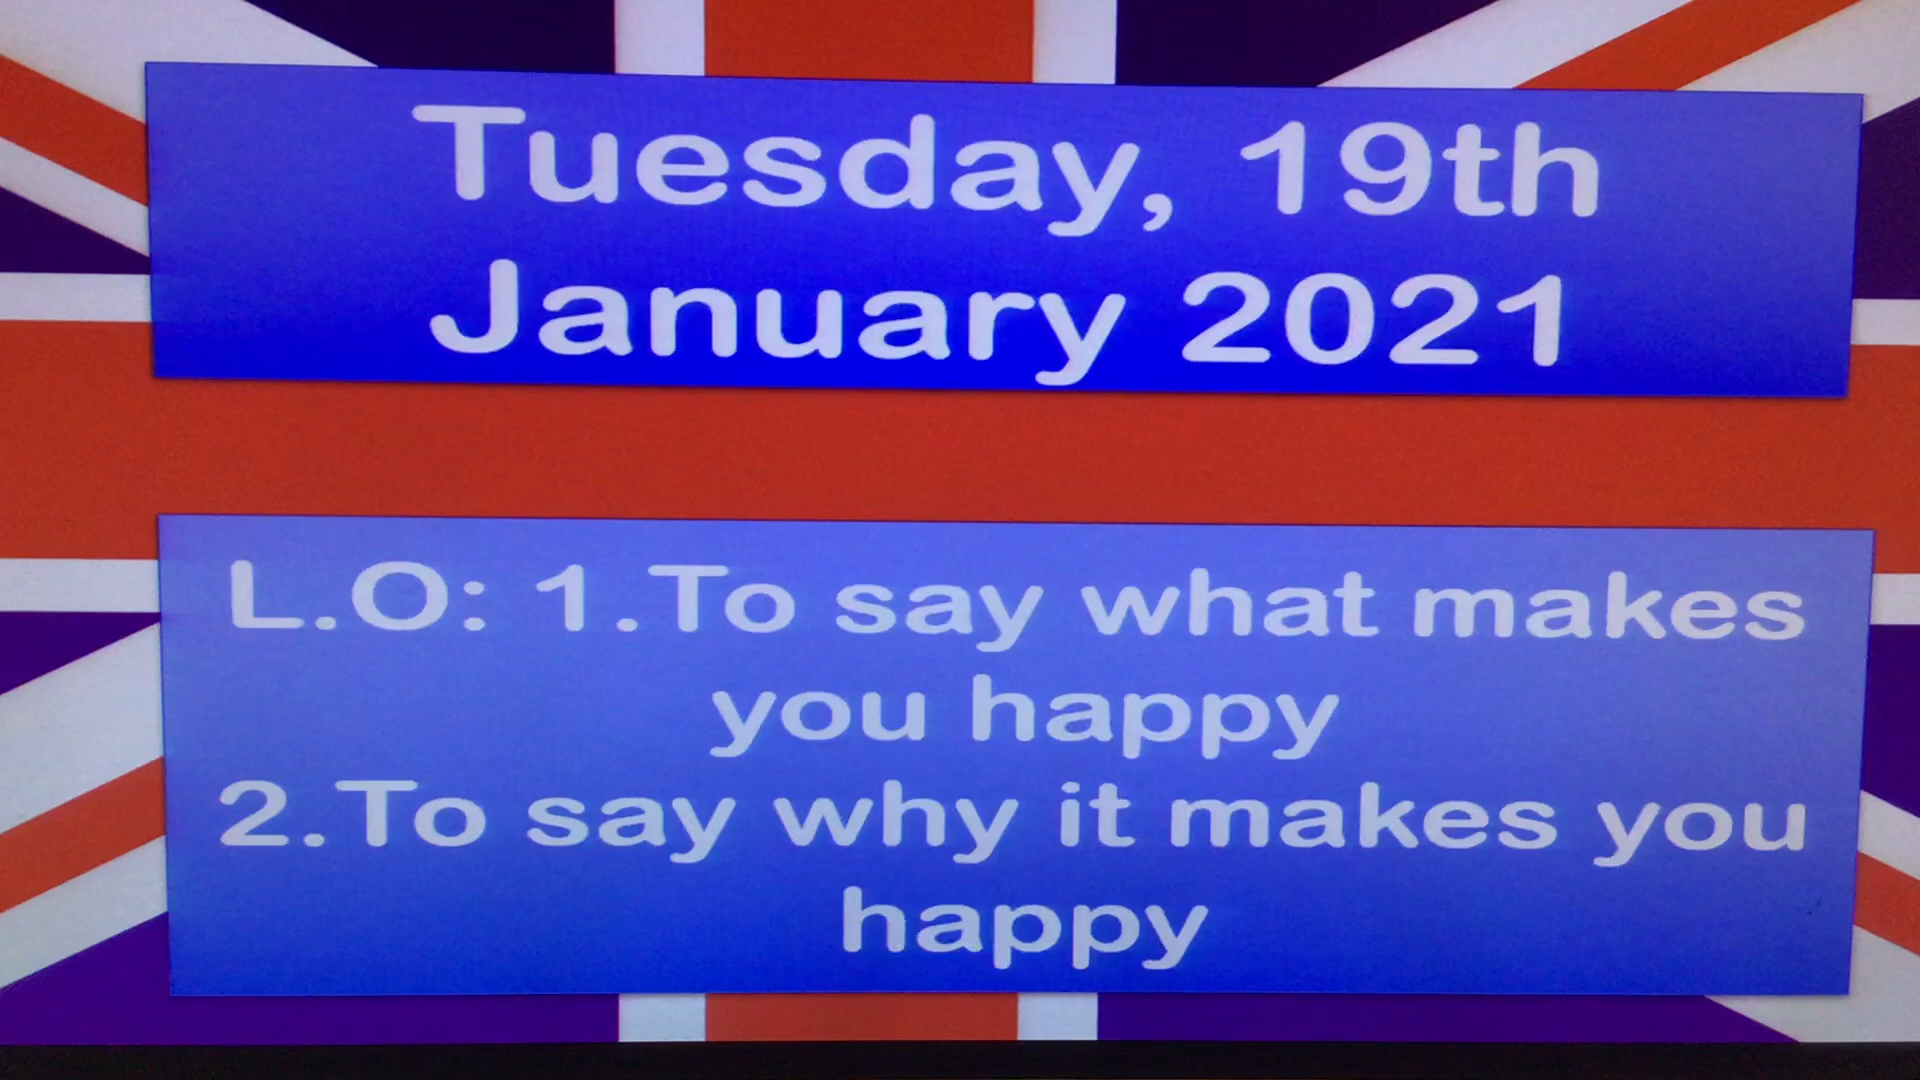 Tuesday, 19th
January 2021
L.O: 1.To say what makes
you happy
2.To say why it makes you
happy